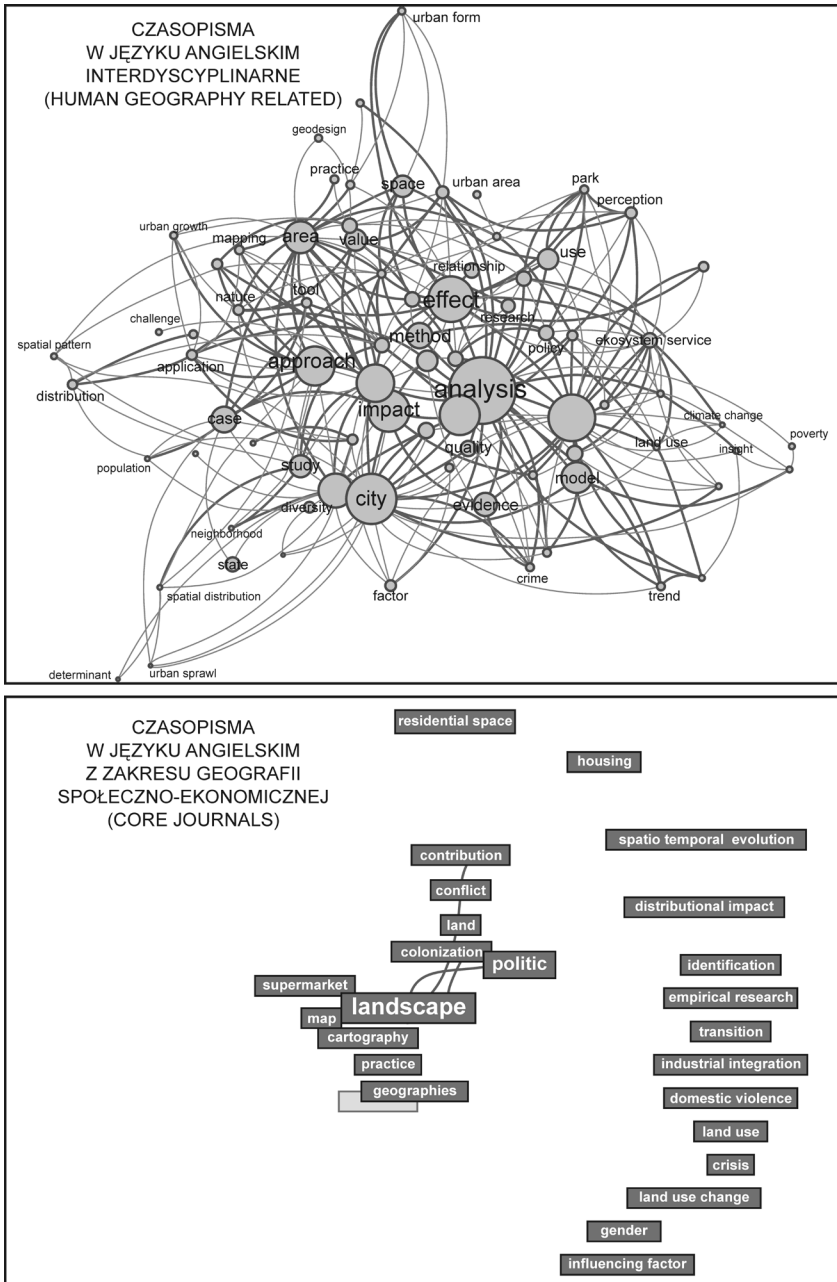 CZASOPISMA
W JĘZYKU ANGIELSKIM
INTERDYSCYPLINARNE
(HUMAN GEOGRAPHY RELATED)
urban form
geodesign
practice
space
urban area
park
perception
urban growth
mapping
area
value
use
relationship
nature
tool
effect
research
challenge
method
policy
ekosystem service
spatial pattern
approach
application
analysis
distribution
impact
case
climate change
quality
land use
insight
poverty
population
study
model
city
evidence
diversity
neighborhood
state
crime
spatial distribution
factor
trend
determinant
urban sprawl
CZASOPISMA
W JĘZYKU ANGIELSKIM
Z ZAKRESU GEOGRAFII
SPOŁECZNO-EKONOMICZNEJ
(CORE JOURNALS)
residential space
housing
spatio temporal evolution
contribution
conflict
distributional impact
land
colonization
politic
identification
supermarket
landscape
empirical research
map
cartography
transition
practice
industrial integration
geographies
domestic violence
land use
crisis
land use change
gender
influencing factor